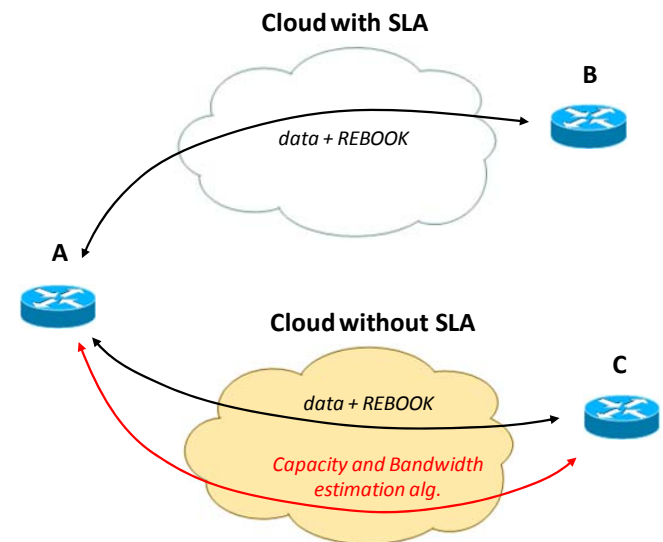 Cloud with SLA
B
data + REBOOK
A
Cloud without SLA
C
data + REBOOK
Capacity and Bandwidth
estimation alg.